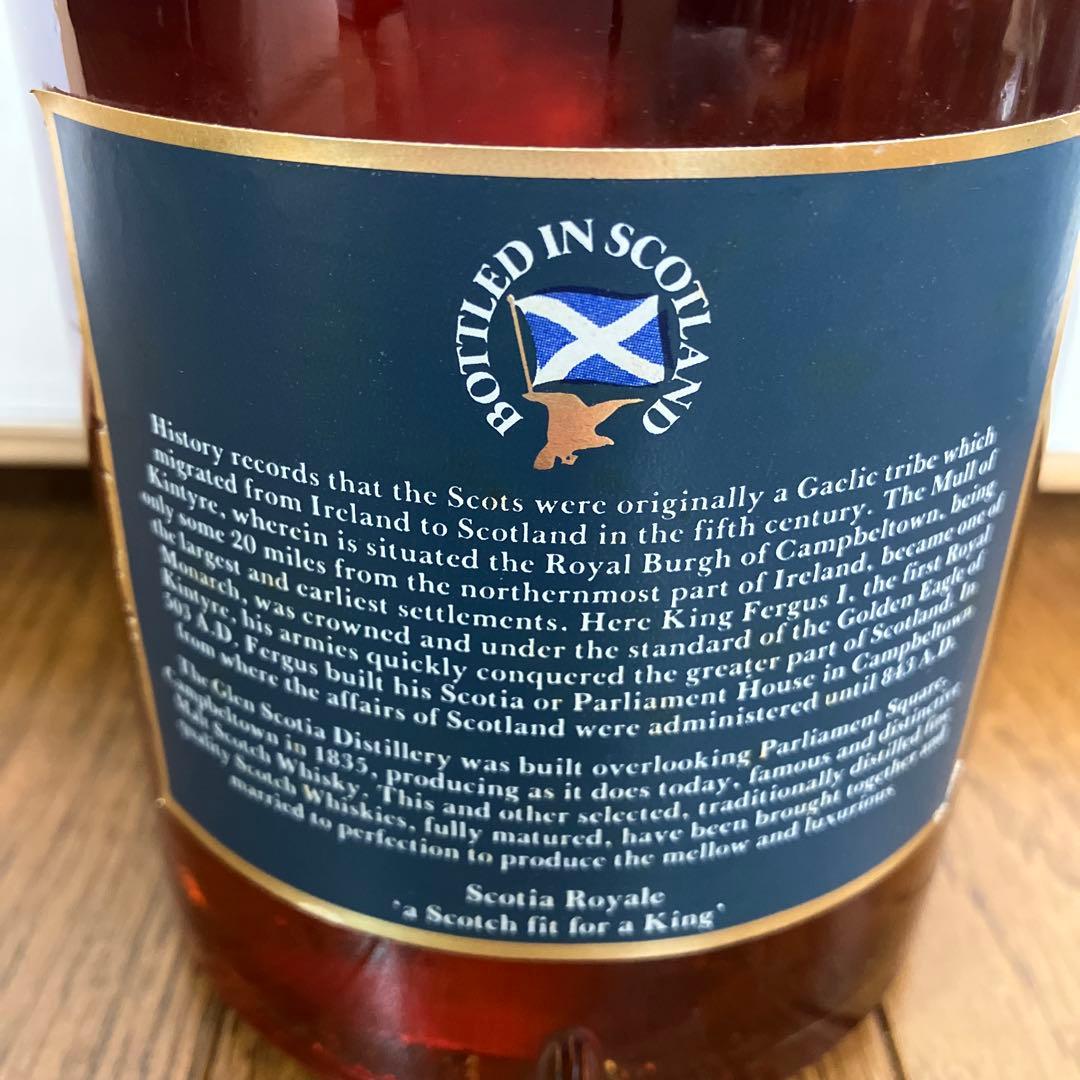 BOTTLED IN SCOTLAND
History records that the Scots were originally a Gaelic tribe which
migrated from Ireland to Scotland in the fifth century. The Mull of
Kintyre, wherein is situated the Royal Burgh of Campbeltown, being
only some 20 miles from the northernmost part of Ireland, became one of
the largest and earliest settlements. Here King Fergus I, the first Royal
Monarch, was crowned and under the standard of the Golden Eagle of
Kintyre, his armies quickly conquered the greater part of Scotland. In
503 A.D. Fergus built his Scotia or Parliament House in Campbeltown
from where the affairs of Scotland were administered until 843 A.D.
The Glen Scotia Distillery was built overlooking Parliament Square,
Campbeltown in 1835, producing as it does today, famous and distinctive
Malt Scotch Whisky. This and other selected, traditionally distilled fine
quality Scotch Whiskies, fully matured, have been brought together and
married to perfection to produce the mellow and luxurious
Scotia Royale
'a Scotch fit for a King'